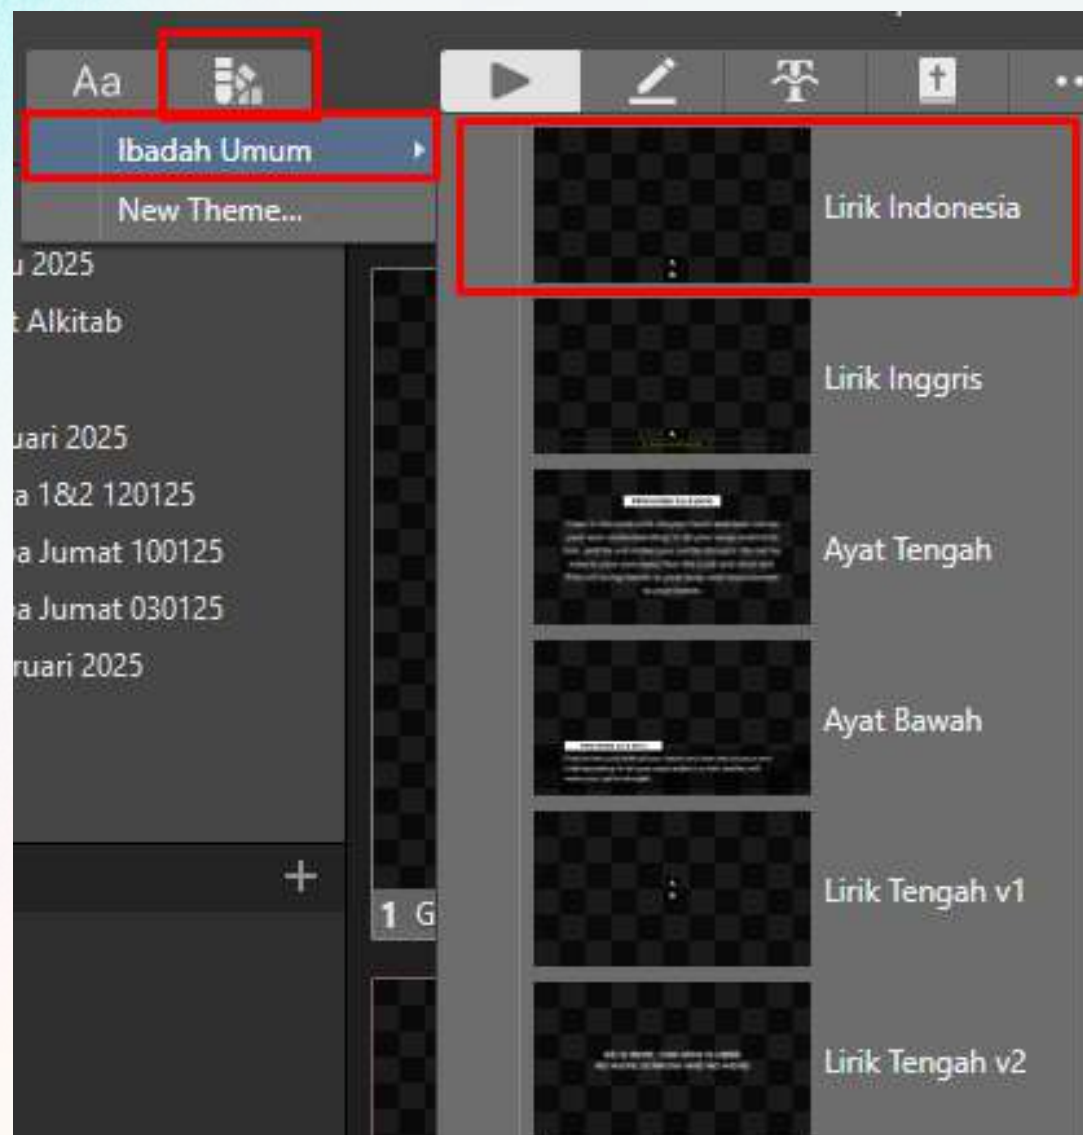 Aa
Ibadah Umum
New Theme...
u 2025
t Alkitab
uari 2025
a 1&2 120125
a Jumat 100125
a Jumat 030125
ruari 2025
1 G
Lirik Indonesia
Lirik Inggris
Ayat Tengah
Ayat Bawah
Lirik Tengah v1
Lirik Tengah v2